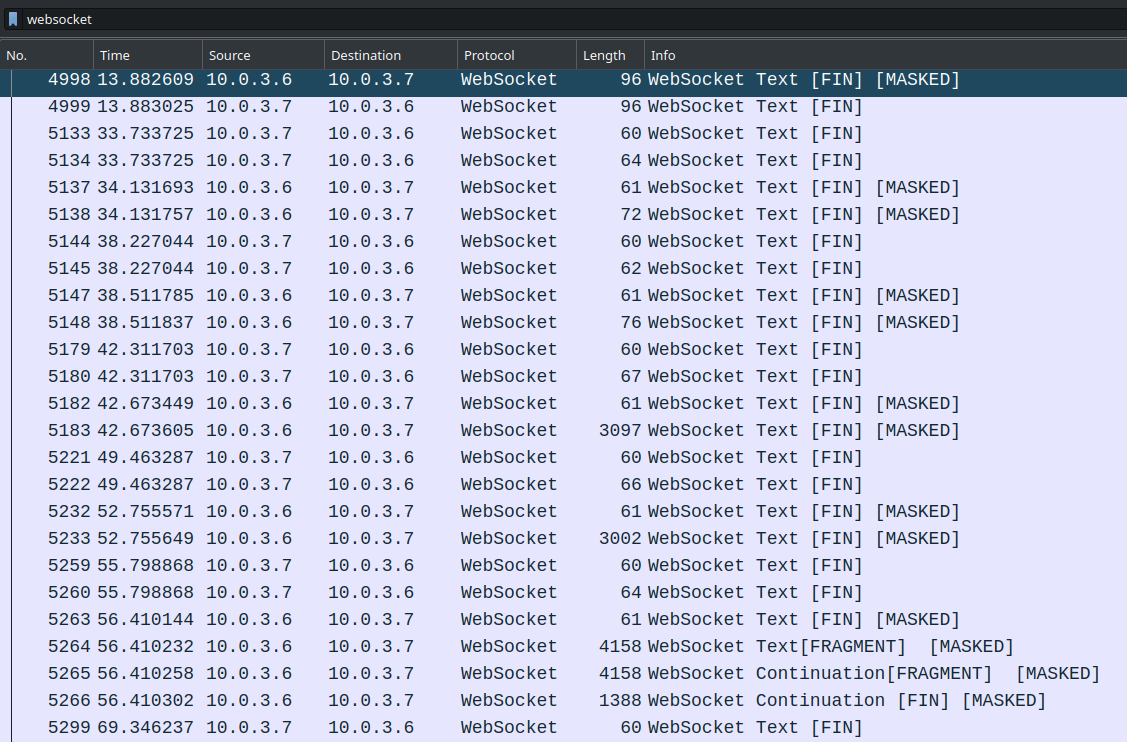 websocket
No. Time Source Destination Protocol Length Info
4998 13.882609 10.0.3.6 10.0.3.7 WebSocket 96 WebSocket Text [FIN] [MASKED]
4999 13.883025 10.0.3.7 10.0.3.6 WebSocket 96 WebSocket Text [FIN]
5133 33.733725 10.0.3.7 10.0.3.6 WebSocket 60 WebSocket Text [FIN]
5134 33.733725 10.0.3.7 10.0.3.6 WebSocket 64 WebSocket Text [FIN]
5137 34.131693 10.0.3.6 10.0.3.7 WebSocket 61 WebSocket Text [FIN] [MASKED]
5138 34.131757 10.0.3.6 10.0.3.7 WebSocket 72 WebSocket Text [FIN] [MASKED]
5144 38.227044 10.0.3.7 10.0.3.6 WebSocket 60 WebSocket Text [FIN]
5145 38.227044 10.0.3.7 10.0.3.6 WebSocket 62 WebSocket Text [FIN]
5147 38.511785 10.0.3.6 10.0.3.7 WebSocket 61 WebSocket Text [FIN] [MASKED]
5148 38.511837 10.0.3.6 10.0.3.7 WebSocket 76 WebSocket Text [FIN] [MASKED]
5179 42.311703 10.0.3.7 10.0.3.6 WebSocket 60 WebSocket Text [FIN]
5180 42.311703 10.0.3.7 10.0.3.6 WebSocket 67 WebSocket Text [FIN]
5182 42.673449 10.0.3.6 10.0.3.7 WebSocket 61 WebSocket Text [FIN] [MASKED]
5183 42.673605 10.0.3.6 10.0.3.7 WebSocket 3097 WebSocket Text [FIN] [MASKED]
5221 49.463287 10.0.3.7 10.0.3.6 WebSocket 60 WebSocket Text [FIN]
5222 49.463287 10.0.3.7 10.0.3.6 WebSocket 66 WebSocket Text [FIN]
5232 52.755571 10.0.3.6 10.0.3.7 WebSocket 61 WebSocket Text [FIN] [MASKED]
5233 52.755649 10.0.3.6 10.0.3.7 WebSocket 3002 WebSocket Text [FIN] [MASKED]
5259 55.798868 10.0.3.7 10.0.3.6 WebSocket 60 WebSocket Text [FIN]
5260 55.798868 10.0.3.7 10.0.3.6 WebSocket 64 WebSocket Text [FIN]
5263 56.410144 10.0.3.6 10.0.3.7 WebSocket 61 WebSocket Text [FIN] [MASKED]
5264 56.410232 10.0.3.6 10.0.3.7 WebSocket 4158 WebSocket Text[FRAGMENT] [MASKED]
5265 56.410258 10.0.3.6 10.0.3.7 WebSocket 4158 WebSocket Continuation[FRAGMENT] [MASKED]
5266 56.410302 10.0.3.6 10.0.3.7 WebSocket 1388 WebSocket Continuation [FIN] [MASKED]
5299 69.346237 10.0.3.7 10.0.3.6 WebSocket 60 WebSocket Text [FIN]